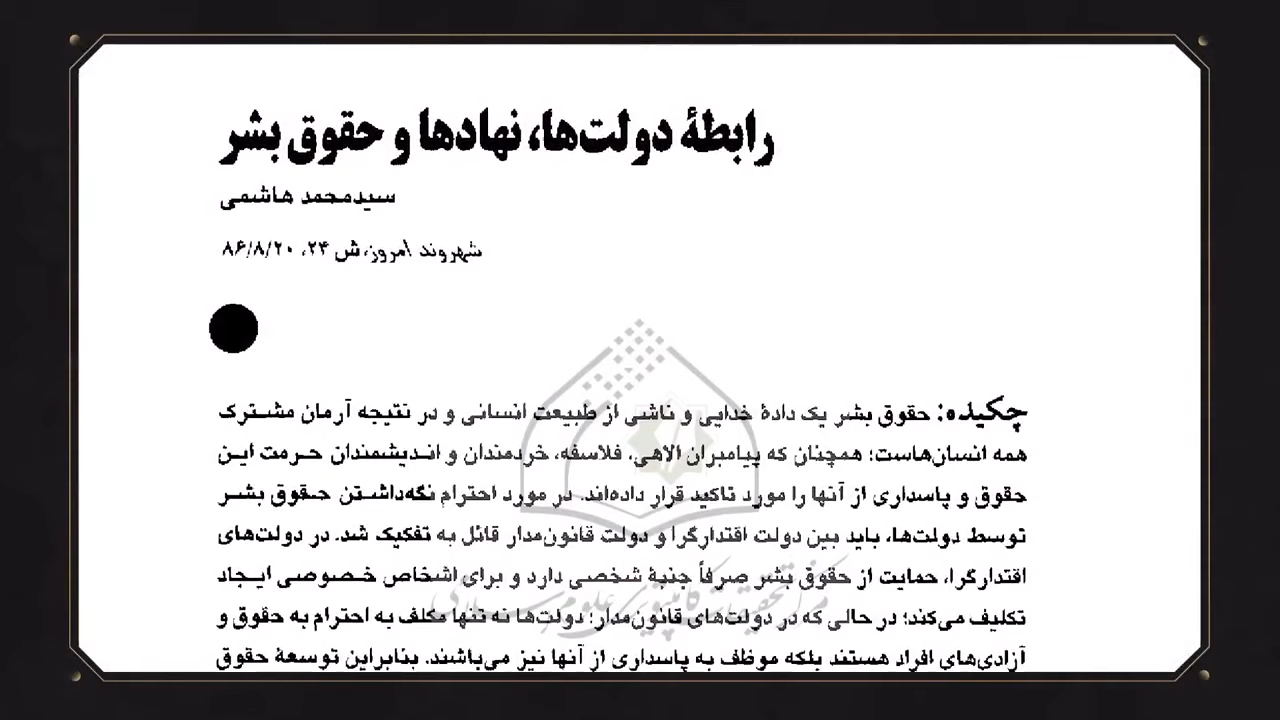 رابطهٔ دولت‌ها، نهادها و حقوق بشر
سیدمحمد هاشمی
شهروند امروز، ش ۲۴، ۸۶/۸/۲۰
چکیده: حقوق بشر یک دادهٔ خدایی و ناشی از طبیعت انسانی و در نتیجه آرمان مشترک
همه انسان‌هاست؛ همچنان که پیامبران الاهی، فلاسفه، خردمندان و اندیشمندان حرمت این
حقوق و پاسداری از آنها را مورد تاکید قرار داده‌اند. در مورد احترام نگه‌داشتن حقوق بشر
توسط دولت‌ها، باید بین دولت اقتدارگرا و دولت قانون‌مدار قائل به تفکیک شد. در دولت‌های
اقتدارگرا، حمایت از حقوق بشر صرفاً جنبهٔ شخصی دارد و برای اشخاص خصوصی ایجاد
تکلیف می‌کند؛ در حالی که در دولت‌های قانون‌مدار؛ دولت‌ها نه تنها مکلف به احترام به حقوق و
آزادی‌های افراد هستند بلکه موظف به پاسداری از آنها نیز می‌باشند. بنابراین توسعهٔ حقوق
مرکز تحقیقات کامپیوتری علوم اسلامی